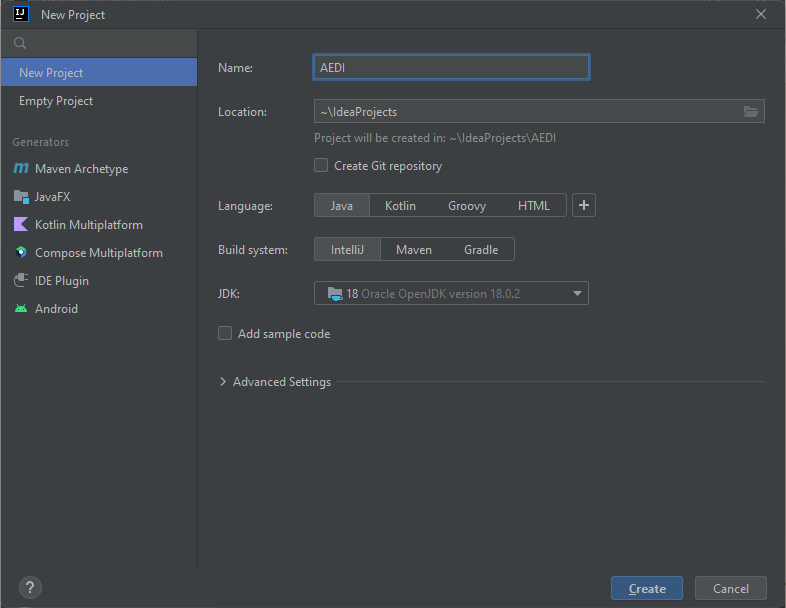 New Project
New Project
Empty Project
Generators
Maven Archetype
JavaFX
Kotlin Multiplatform
Compose Multiplatform
IDE Plugin
Android
Name: AEDI
Location: ~\IdeaProjects
Project will be created in: ~\IdeaProjects\AEDI
Create Git repository
Language: Java Kotlin Groovy HTML +
Build system: IntelliJ Maven Gradle
JDK: 18 Oracle OpenJDK version 18.0.2
Add sample code
Advanced Settings
? Create Cancel